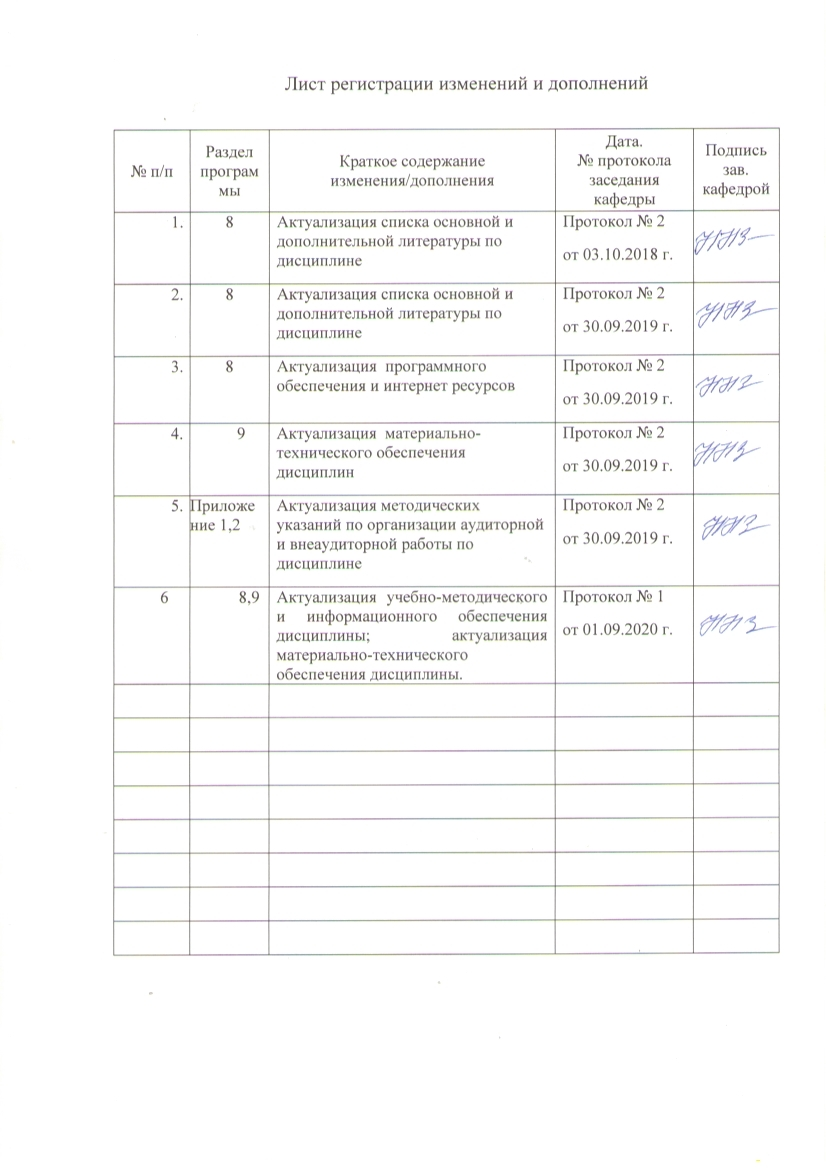 Лист регистрации изменений и дополнений
№ п/п
Раздел
програм
мы
Краткое содержание
изменения/дополнения
Дата.
№ протокола
заседания
кафедры
Подпись
зав.
кафедрой
1.
8
Актуализация списка основной и
дополнительной литературы по
дисциплине
Протокол № 2
от 03.10.2018 г.
2.
8
Актуализация списка основной и
дополнительной литературы по
дисциплине
Протокол № 2
от 30.09.2019 г.
3.
8
Актуализация программного
обеспечения и интернет ресурсов
Протокол № 2
от 30.09.2019 г.
4.
9
Актуализация материально-
технического обеспечения
дисциплин
Протокол № 2
от 30.09.2019 г.
5.
Приложе
ние 1,2
Актуализация методических
указаний по организации аудиторной
и внеаудиторной работы по
дисциплине
Протокол № 2
от 30.09.2019 г.
6
8,9
Актуализация учебно-методического
и информационного обеспечения
дисциплины; актуализация
материально-технического
обеспечения дисциплины.
Протокол № 1
от 01.09.2020 г.